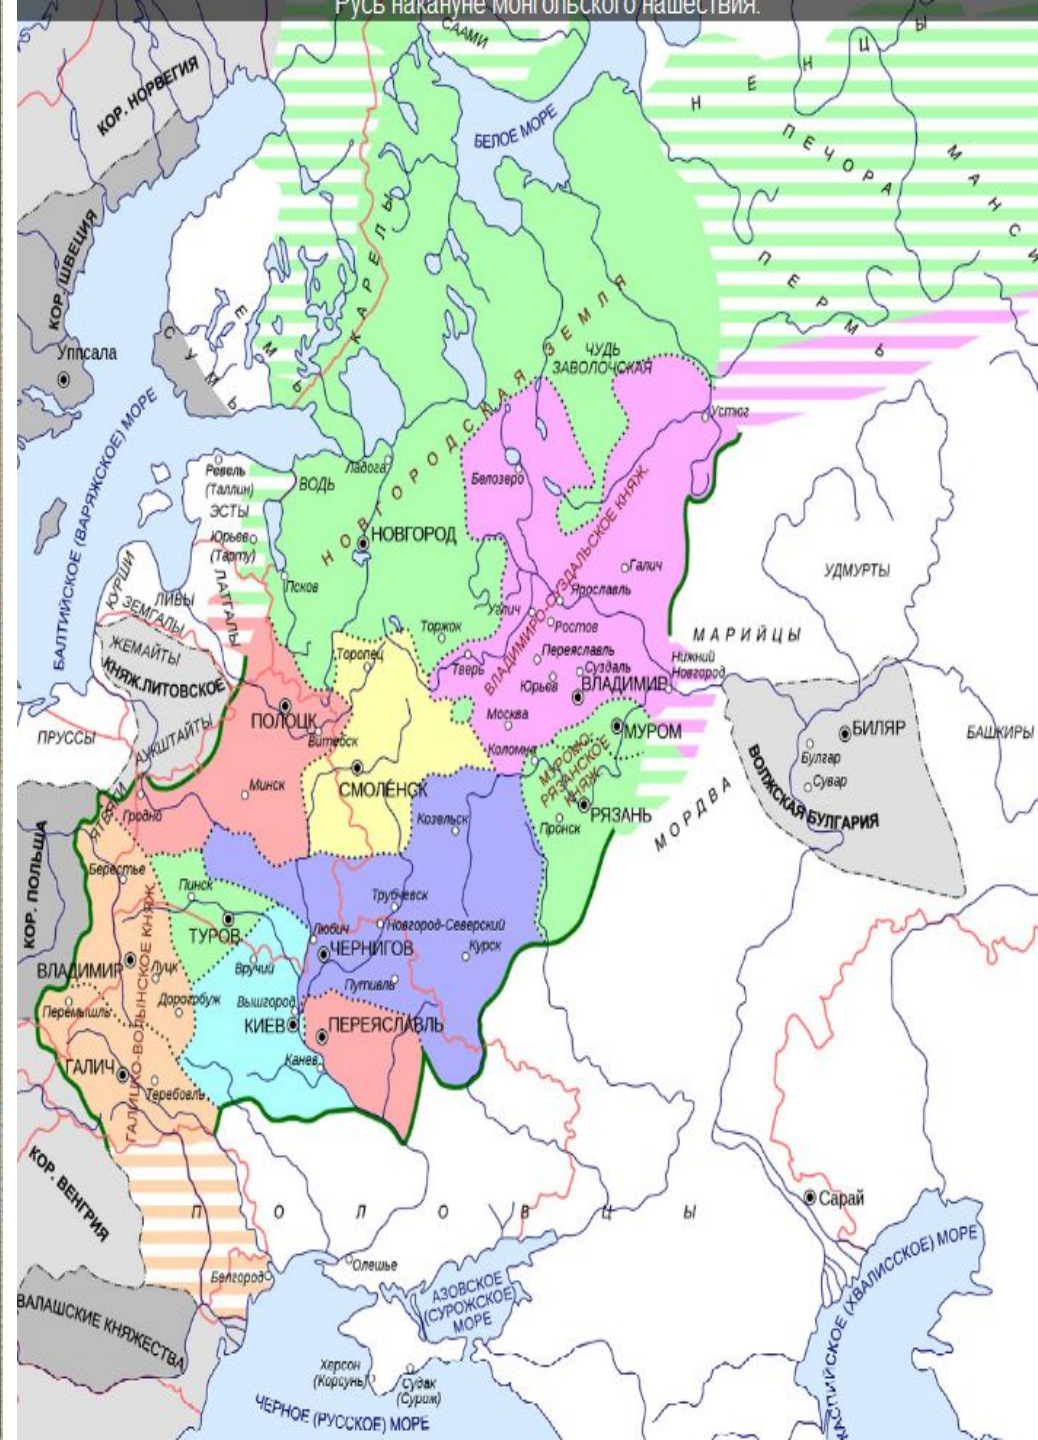 Русь накануне монгольского нашествия.
СААМИ
КОР. НОРВЕГИЯ
БЕЛОЕ МОРЕ
НЕНЦЫ
ПЕЧОРА
МАНСИ
ПЕРМЬ
КОР. ШВЕЦИЯ
Уппсала
КАРЕЛЫ
ЕМЬ
СУМЬ
НОВГОРОДСКАЯ ЗЕМЛЯ
ЧУДЬ
ЗАВОЛОЧСКАЯ
Устюг
БАЛТИЙСКОЕ (ВАРЯЖСКОЕ) МОРЕ
Ревель
(Таллин)
ЭСТЫ
Юрьев
(Тарту)
ВОДЬ
Ладога
Белозеро
НОВГОРОД
Псков
КУРШИ
ЛИВЫ
ЗЕМГАЛЫ
ЛАТГАЛЫ
ЖЕМАЙТЫ
КНЯЖ.ЛИТОВСКОЕ
АУКШТАЙТЫ
ПРУССЫ
ЯТВЯГИ
ВЛАДИМИРО-СУЗДАЛЬСКОЕ КНЯЖ.
Галич
Ярославль
Углич
Ростов
Торжок
Тверь
Торопец
Переяславль
Суздаль
Юрьев
ВЛАДИМИР
Нижний
Новгород
Москва
Коломна
МУРОМ
МУРОМО-
РЯЗАНСКОЕ
КНЯЖ.
РЯЗАНЬ
Пронск
УДМУРТЫ
МАРИЙЦЫ
МОРДВА
БИЛЯР
Булгар
Сувар
ВОЛЖСКАЯ БУЛГАРИЯ
БАШКИРЫ
ПОЛОЦК
Витебск
Минск
СМОЛЕНСК
Гродно
КОР. ПОЛЬША
Козельск
Берестье
Пинск
ТУРОВ
Трубчевск
Новгород-Северский
Любич
ЧЕРНИГОВ
Курск
Путивль
ВЛАДИМИР
Луцк
Дорогобуж
Перемышль
ГАЛИЦКО-ВОЛЫНСКОЕ КНЯЖ.
ГАЛИЧ
Теребовль
Вручий
Вышгород
КИЕВ
ПЕРЕЯСЛАВЛЬ
Канев
КОР. ВЕНГРИЯ
ПОЛОВЦЫ
Сарай
Белгород
Олешье
ВАЛАШСКИЕ КНЯЖЕСТВА
АЗОВСКОЕ
(СУРОЖСКОЕ)
МОРЕ
Херсон
(Корсунь)
Судак
(Сурож)
ЧЕРНОЕ (РУССКОЕ) МОРЕ
КАСПИЙСКОЕ (ХВАЛИССКОЕ) МОРЕ